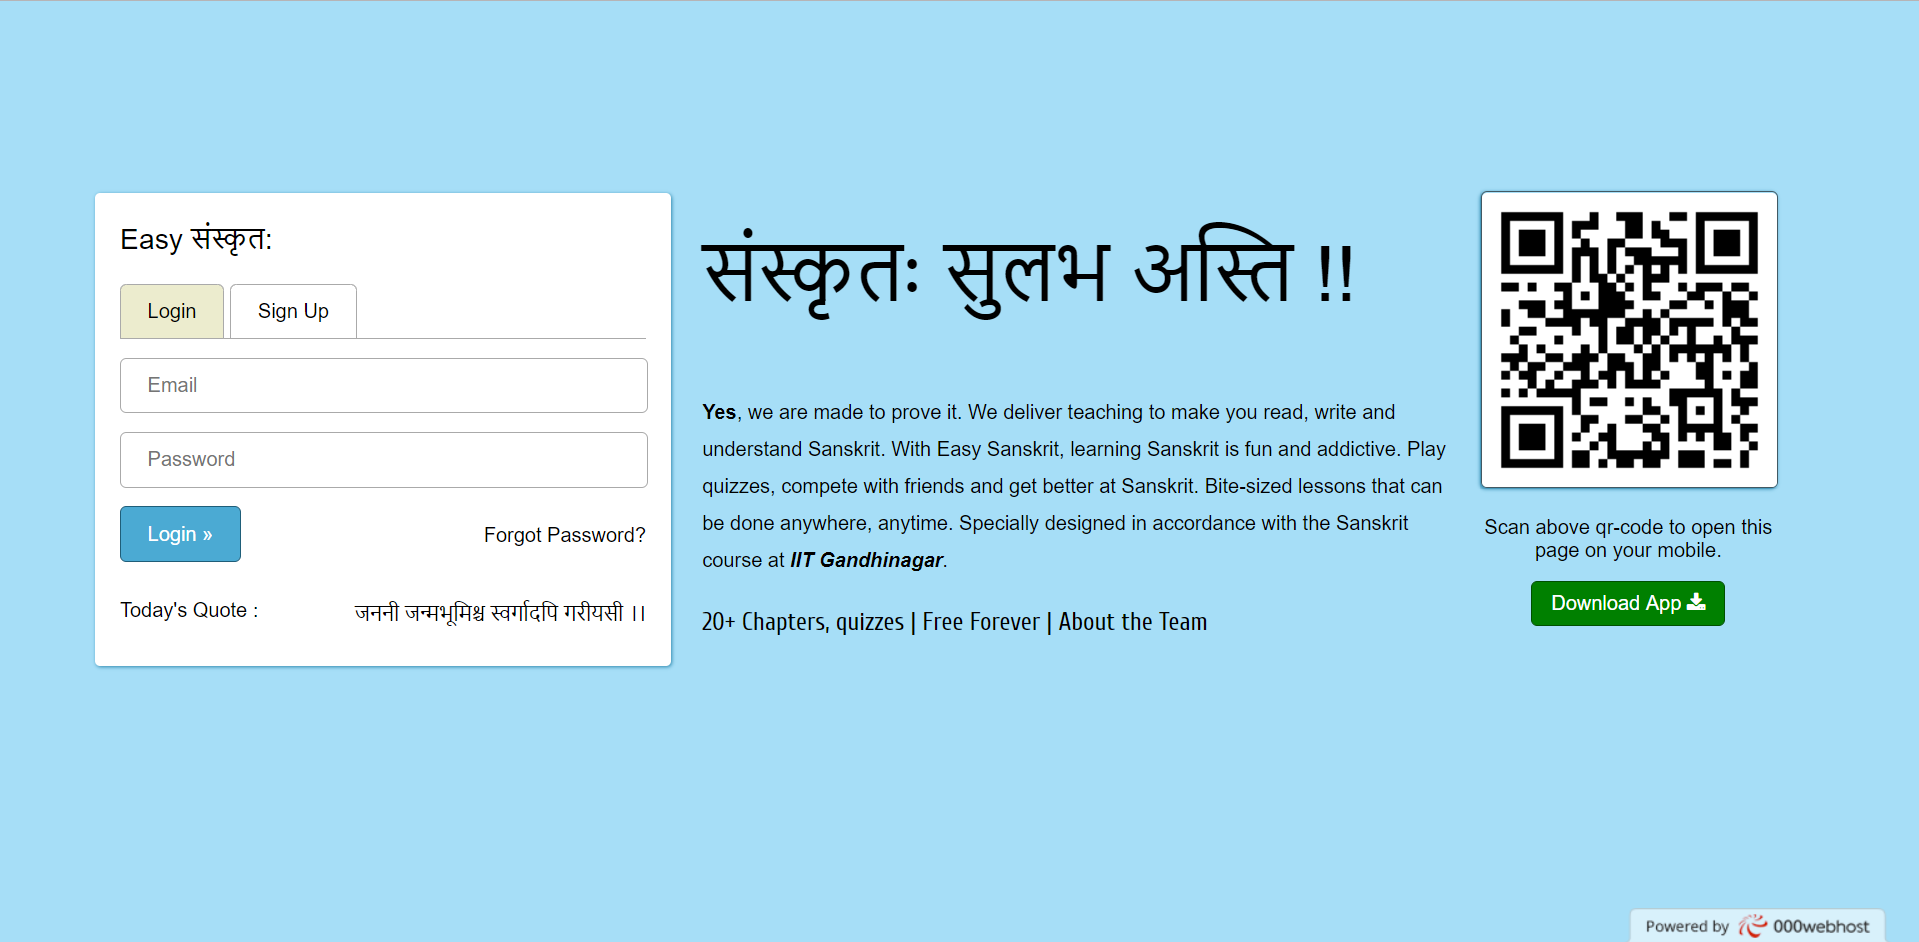 Easy संस्कृत:
Login
Sign Up
Email
Password
Login »
Forgot Password?
Today's Quote :
जननी जन्मभूमिश्च स्वर्गादपि गरीयसी ।।
संस्कृतः सुलभ अस्ति !!
Yes, we are made to prove it. We deliver teaching to make you read, write and
understand Sanskrit. With Easy Sanskrit, learning Sanskrit is fun and addictive. Play
quizzes, compete with friends and get better at Sanskrit. Bite-sized lessons that can
be done anywhere, anytime. Specially designed in accordance with the Sanskrit
course at IIT Gandhinagar.
20+ Chapters, quizzes | Free Forever | About the Team
Scan above qr-code to open this
page on your mobile.
Download App
Powered by 000webhost